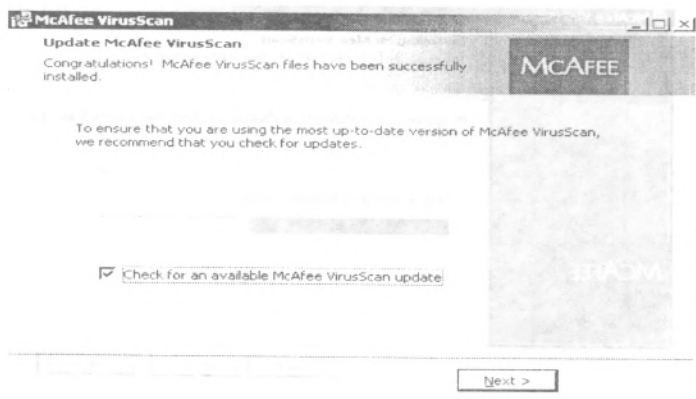 McAfee VirusScan
Update McAfee VirusScan
Congratulations! McAfee VirusScan files have been successfully
installed.
MCAFEE
To ensure that you are using the most up-to-date version of McAfee VirusScan,
we recommend that you check for updates.
Check for an available McAfee VirusScan update
Next >